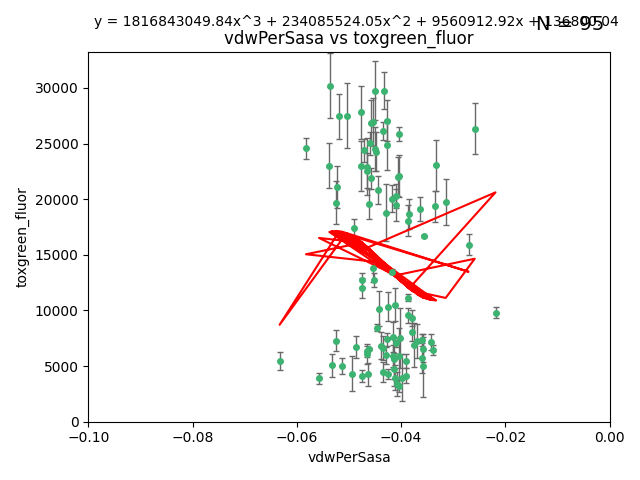 y = 1816843049.84x^3 + 234085524.05x^2 + 9560912.92x + 136800.04
N = 95
vdwPerSasa vs toxgreen_fluor
30000
25000
20000
15000
10000
5000
0
toxgreen_fluor
−0.10 −0.08 −0.06 −0.04 −0.02 0.00
vdwPerSasa